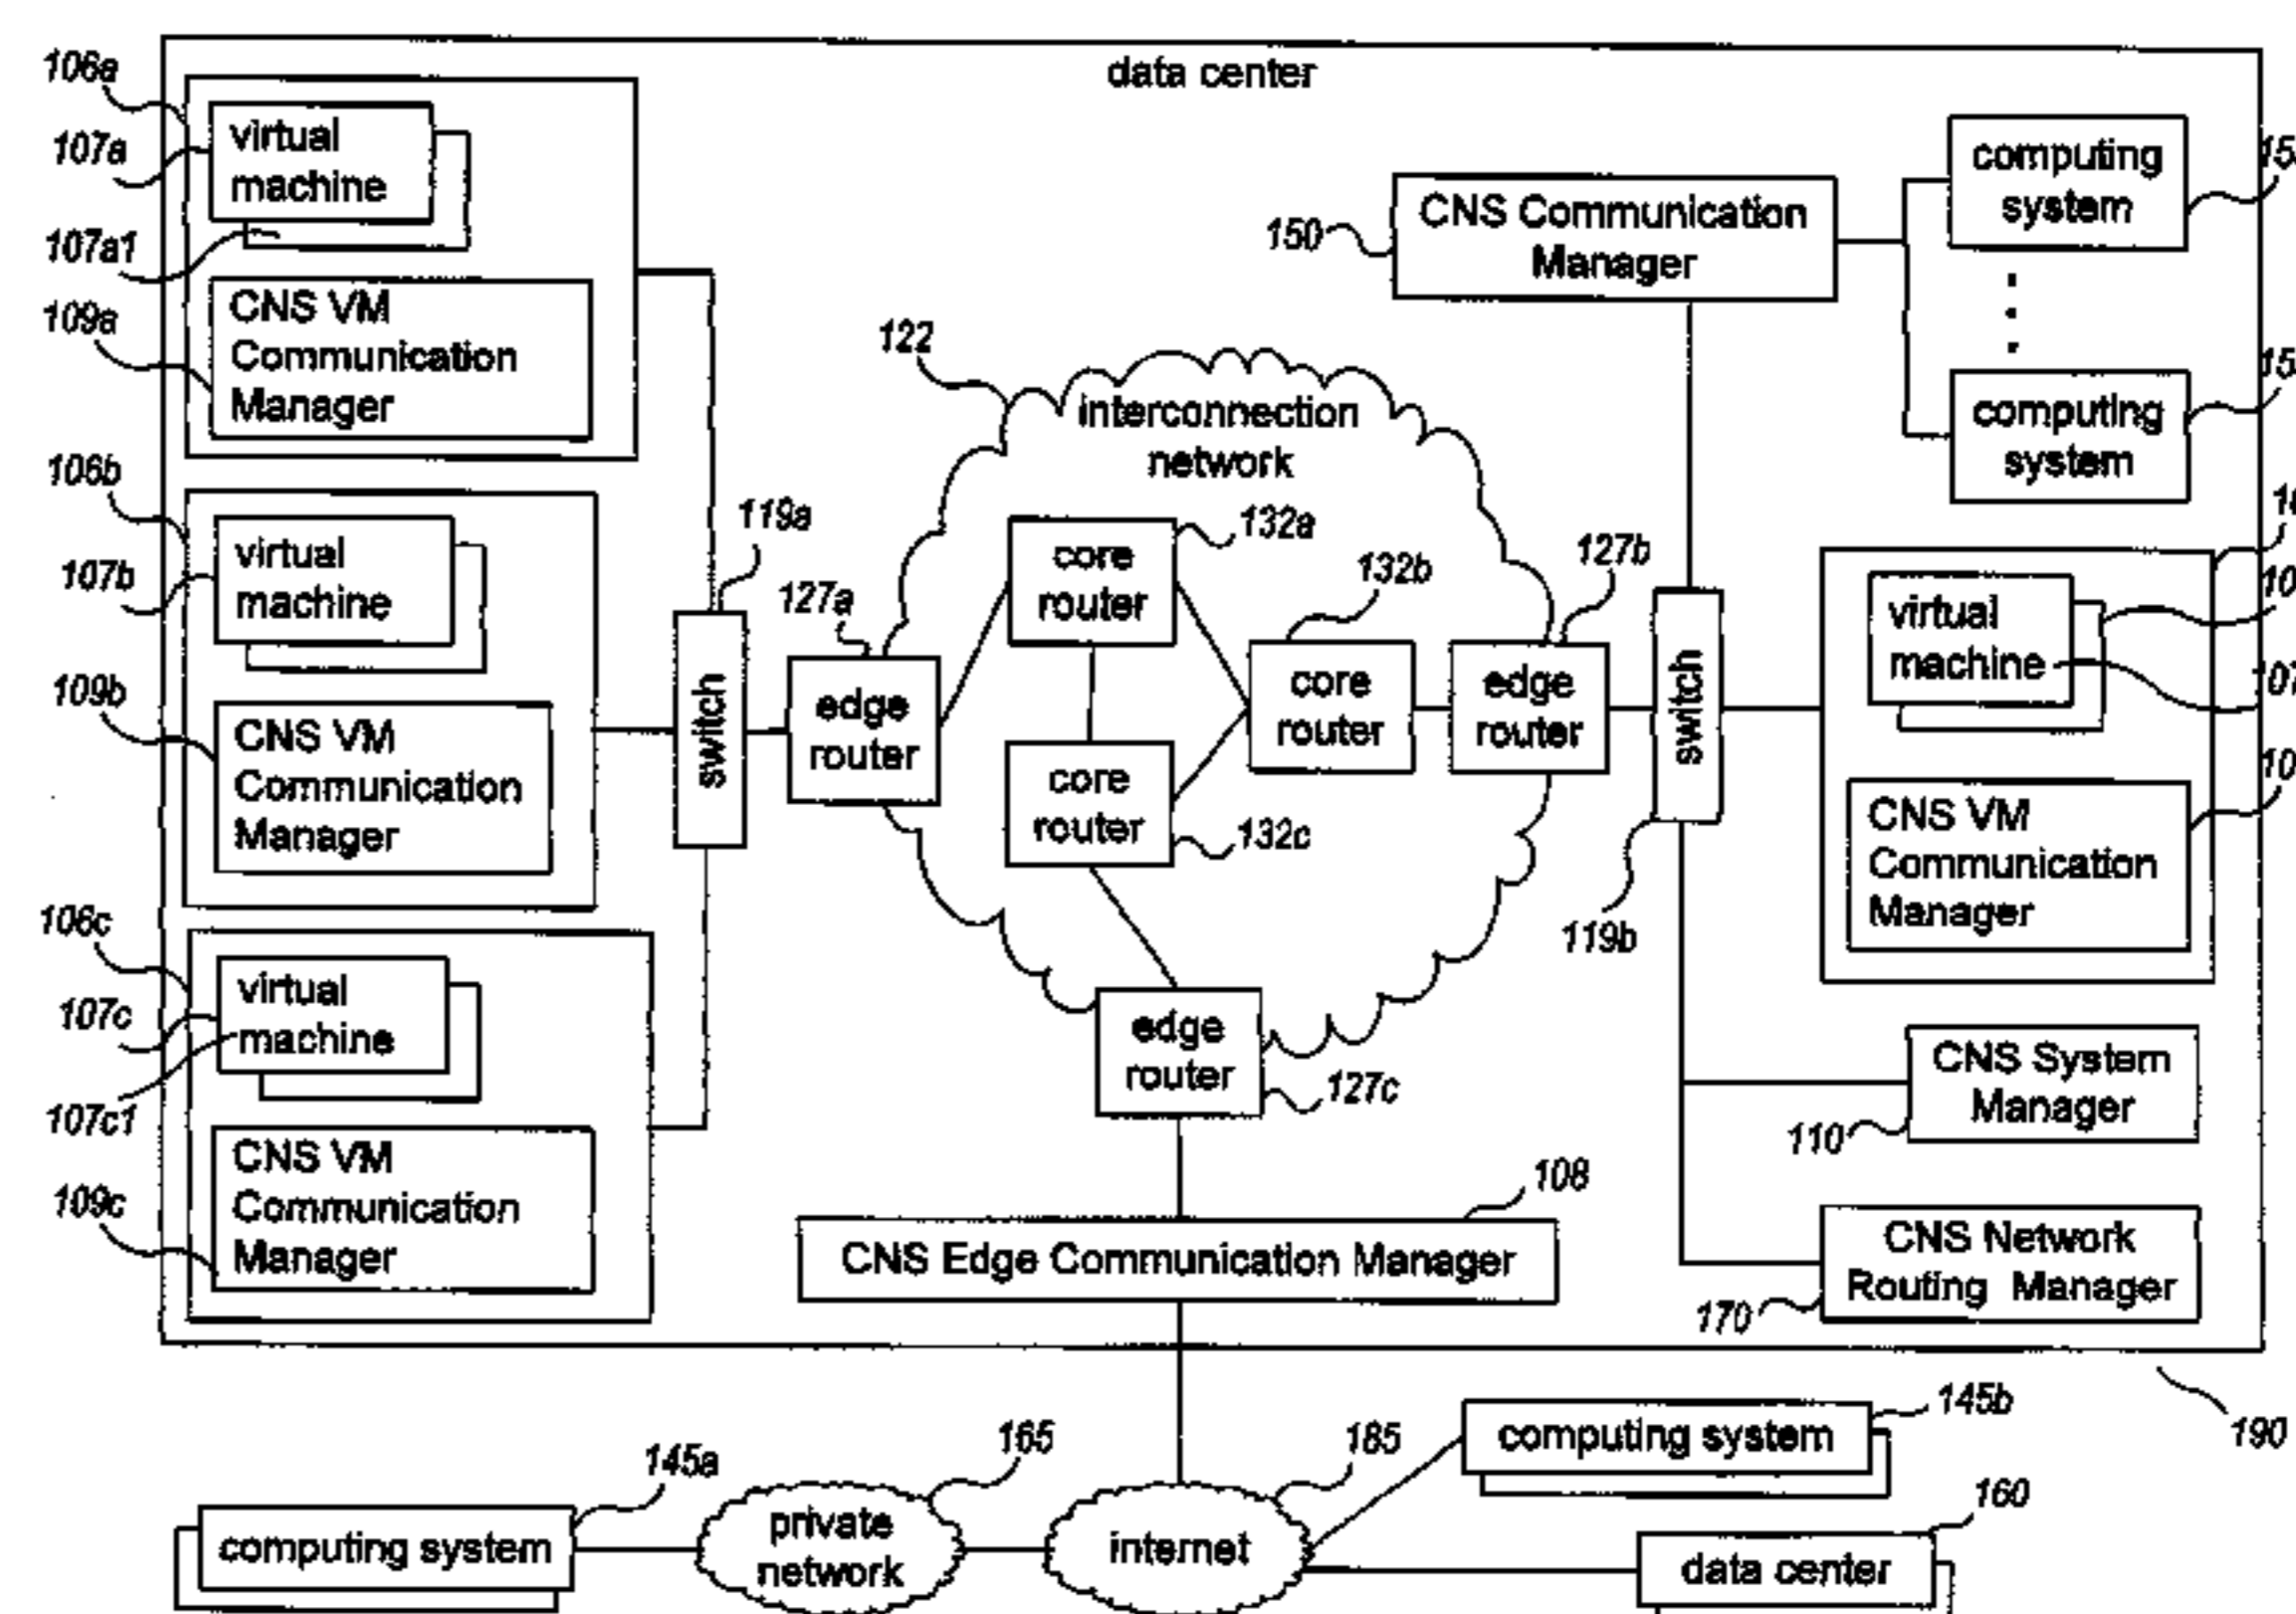 data center
106a
virtual
machine
107a
107a1
CNS VM
Communication
Manager
109a
106b
virtual
machine
107b
CNS VM
Communication
Manager
109b
106c
virtual
machine
107c
107c1
CNS VM
Communication
Manager
109c
119a
switch
122
interconnection
network
127a
edge
router
core
router
132a
core
router
132b
core
router
132c
edge
router
127b
edge
router
127c
switch
119b
150
CNS Communication
Manager
computing
system
computing
system
virtual
machine
CNS VM
Communication
Manager
CNS System
Manager
110
CNS Network
Routing Manager
170
108
CNS Edge Communication Manager
190
145a
computing system
165
private
network
185
internet
145b
computing system
160
data center